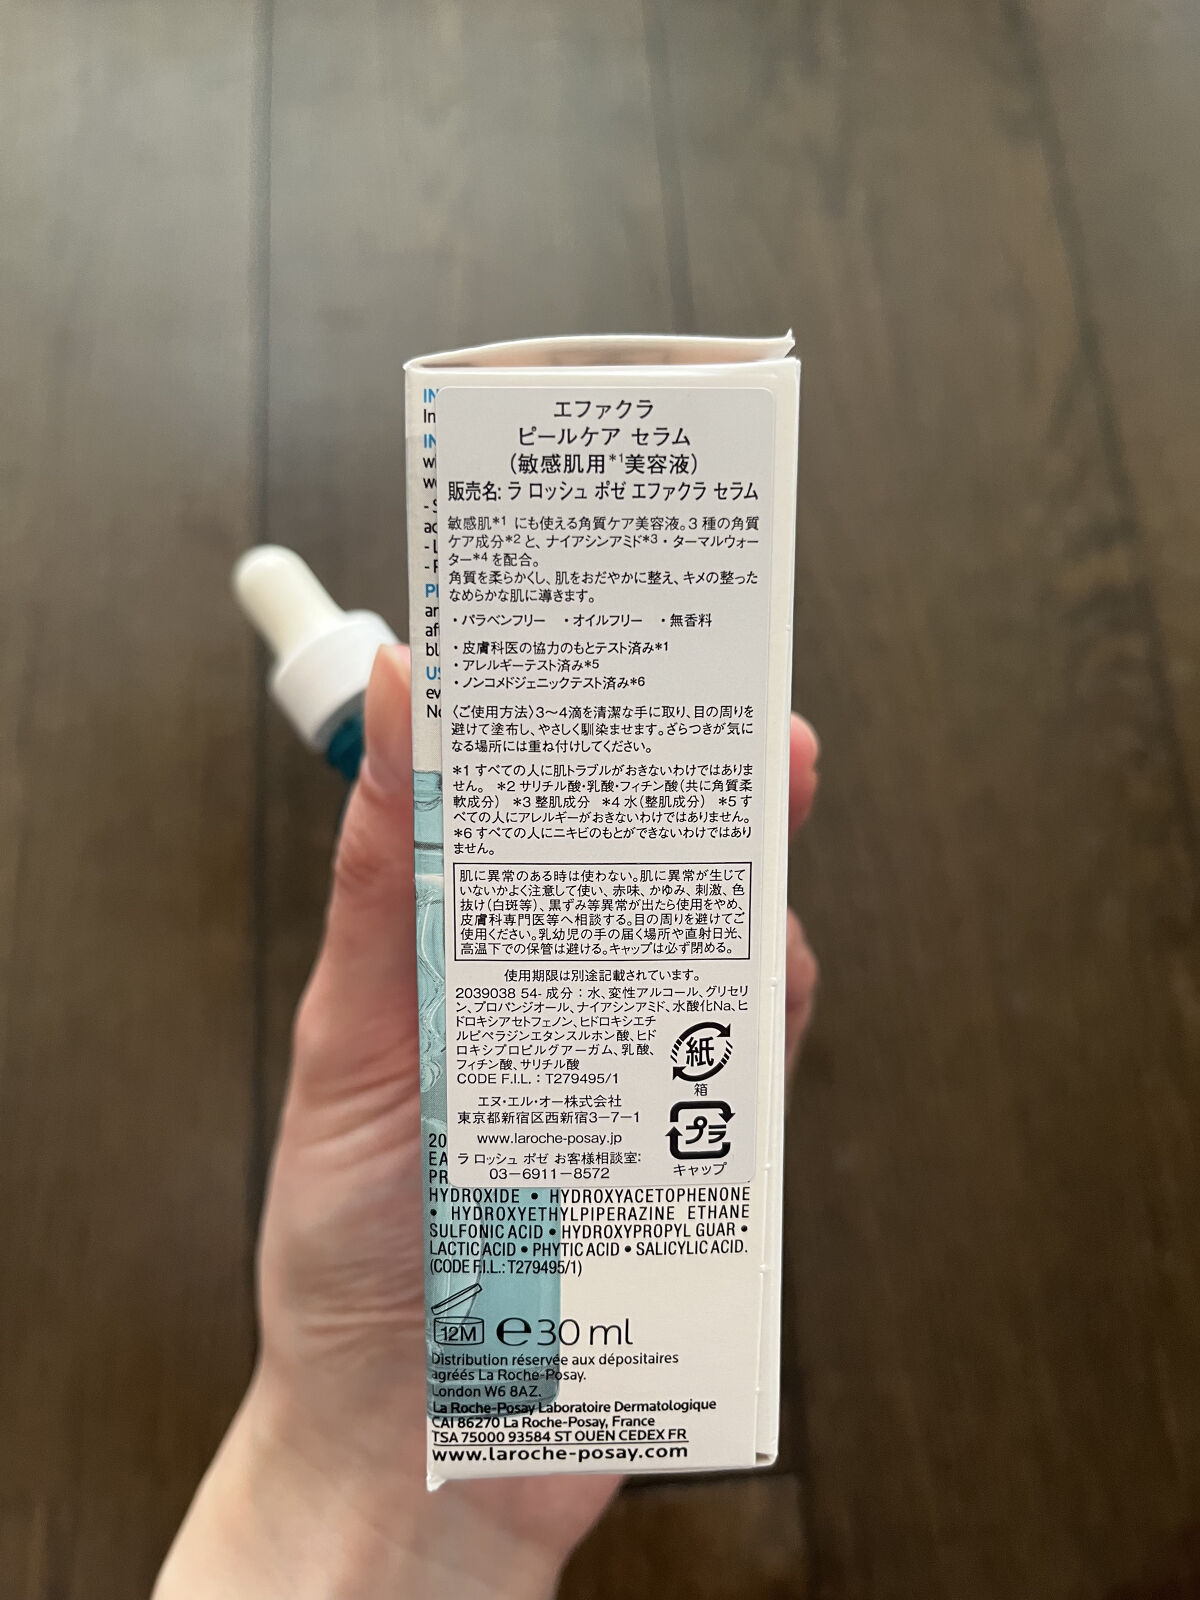 エファクラ
ピールケア セラム
(敏感肌用*1美容液)
販売名: ラ ロッシュ ポゼ エファクラ セラム
敏感肌*1 にも使える角質ケア美容液。3 種の角質
ケア成分*2 と、ナイアシンアミド*3・ターマルウォー
ター*4 を配合。
角質を柔らかくし、肌をおだやかに整え、キメの整った
なめらかな肌に導きます。
・パラベンフリー ・オイルフリー ・無香料
・皮膚科医の協力のもとテスト済み*1
・アレルギーテスト済み*5
・ノンコメドジェニックテスト済み*6
〈ご使用方法〉3〜4滴を清潔な手に取り、目の周りを
避けて塗布し、やさしく馴染ませます。ざらつきが気に
なる場所には重ね付けしてください。
*1 すべての人に肌トラブルがおきないわけではありま
せん。 *2 サリチル酸・乳酸・フィチン酸(共に角質柔
軟成分) *3 整肌成分 *4 水(整肌成分) *5 す
べての人にアレルギーがおきないわけではありません。
*6 すべての人にニキビのもとができないわけではあり
ません。
肌に異常のある時は使わない。肌に異常が生じて
いないかよく注意して使い、赤味、かゆみ、刺激、色
抜け(白斑等)、黒ずみ等異常が出たら使用をやめ、
皮膚科専門医等へ相談する。目の周りを避けてご
使用ください。乳幼児の手の届く場所や直射日光、
高温下での保管は避ける。キャップは必ず閉める。
使用期限は別途記載されています。
2039038 54- 成分 : 水、変性アルコール、グリセリ
ン、プロパンジオール、ナイアシンアミド、水酸化Na、ヒ
ドロキシアセトフェノン、ヒドロキシエチ
ルピペラジンエタンスルホン酸、ヒド
ロキシプロピルグアーガム、乳酸、
フィチン酸、サリチル酸
CODE F.I.L. : T279495/1
紙
箱
エヌ・エル・オー株式会社
東京都新宿区西新宿3−7−1
www.laroche-posay.jp
ラ ロッシュ ポゼ お客様相談室:
03−6911−8572
プラ
キャップ
HYDROXIDE • HYDROXYACETOPHENONE
• HYDROXYETHYLPIPERAZINE ETHANE
SULFONIC ACID • HYDROXYPROPYL GUAR •
LACTIC ACID • PHYTIC ACID • SALICYLIC ACID.
(CODE F.I.L.: T279495/1)
12M ℮30 ml
Distribution réservée aux dépositaires
agréés La Roche-Posay.
London W6 8AZ.
La Roche-Posay Laboratoire Dermatologique
CAI 86270 La Roche-Posay, France
TSA 75000 93584 ST OUEN CEDEX FR
www.laroche-posay.com